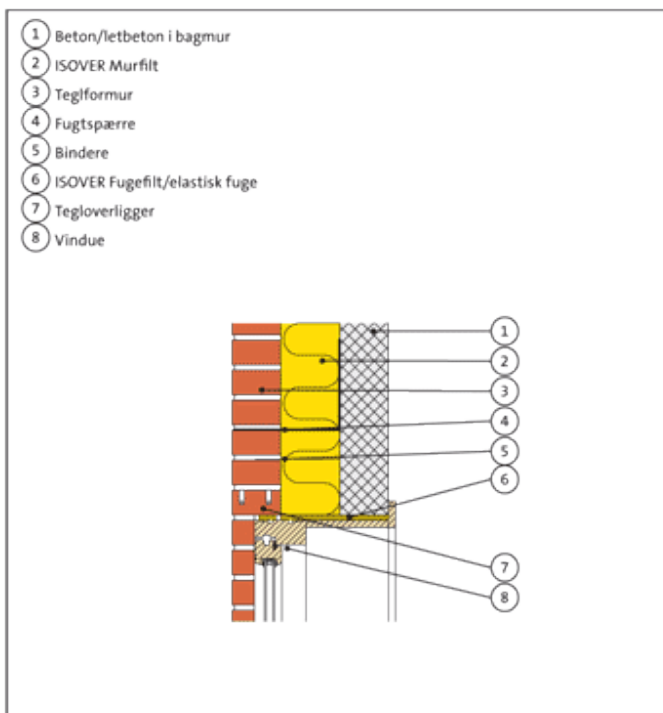 1 Beton/letbeton i bagmur
2 ISOVER Murfilt
3 Teglformur
4 Fugtspærre
5 Bindere
6 ISOVER Fugefilt/elastisk fuge
7 Tegloverligger
8 Vindue
1
2
3
4
5
6
7
8